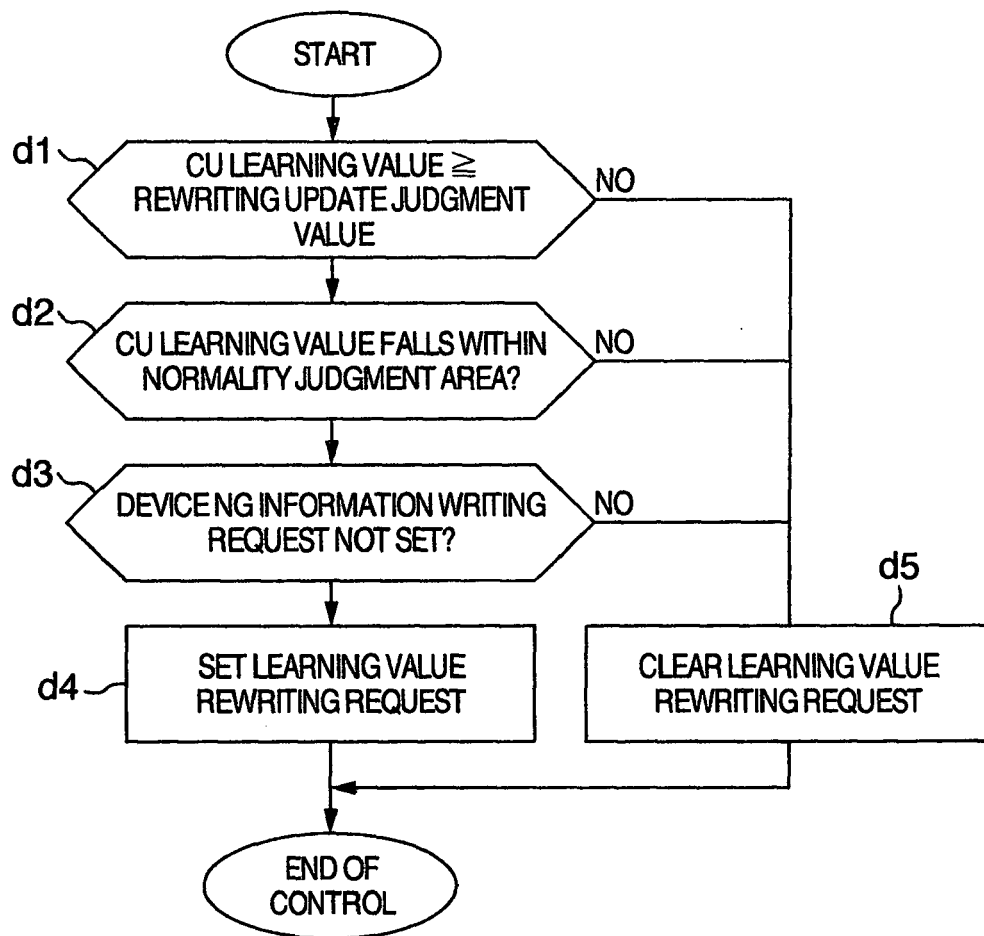 START
d1
CU LEARNING VALUE ≧
REWRITING UPDATE JUDGMENT
VALUE
NO
d2
CU LEARNING VALUE FALLS WITHIN
NORMALITY JUDGMENT AREA?
NO
d3
DEVICE NG INFORMATION WRITING
REQUEST NOT SET?
NO
d4
SET LEARNING VALUE
REWRITING REQUEST
d5
CLEAR LEARNING VALUE
REWRITING REQUEST
END OF
CONTROL